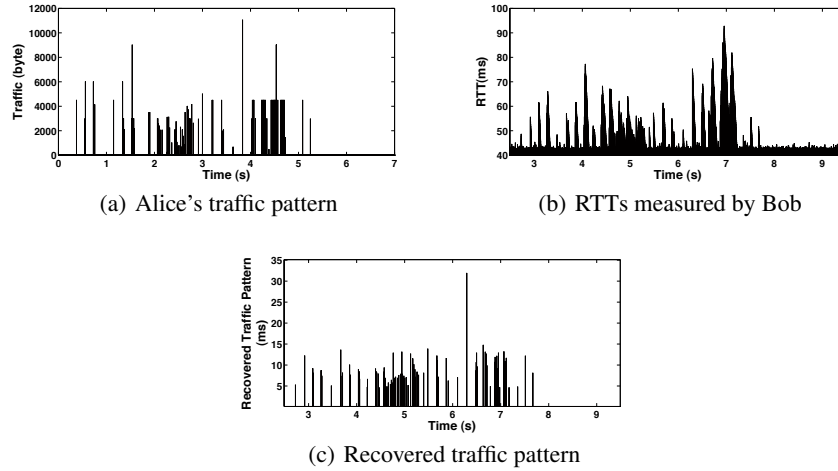 12000
10000
8000
6000
4000
2000
0
Traffic (byte)
0 1 2 3 4 5 6 7
Time (s)
(a) Alice's traffic pattern
100
90
80
70
60
50
40
RTT(ms)
3 4 5 6 7 8 9
Time (s)
(b) RTTs measured by Bob
35
30
25
20
15
10
5
Recovered Traffic Pattern
(ms)
3 4 5 6 7 8 9
Time (s)
(c) Recovered traffic pattern